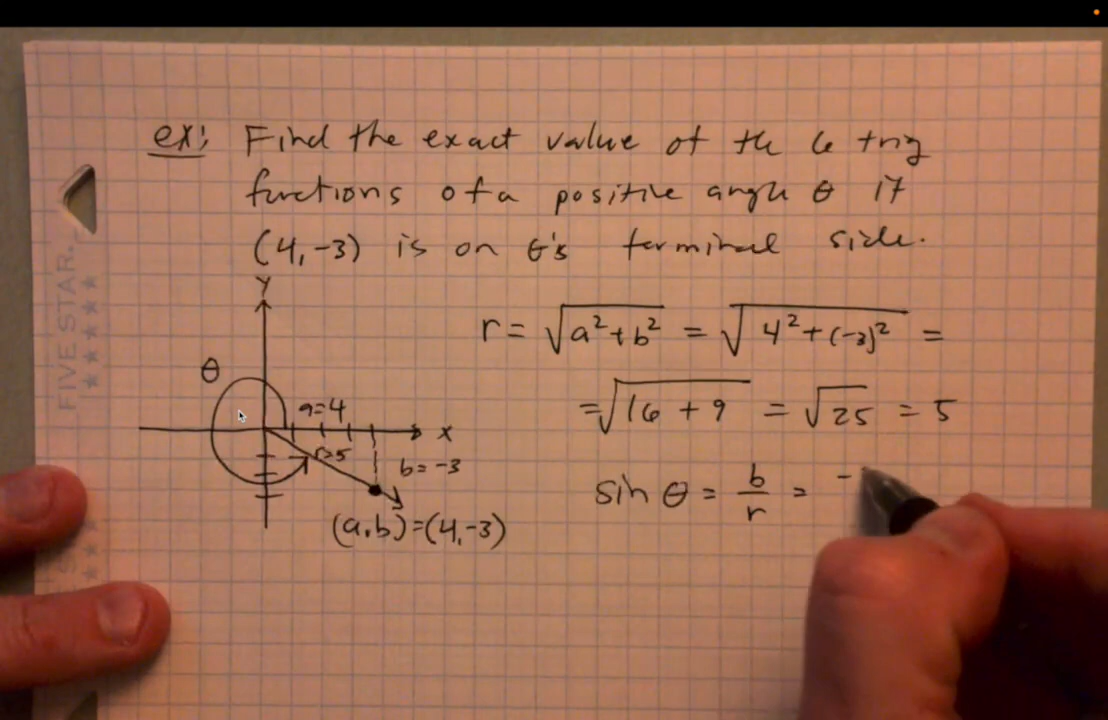 ex: Find the exact value of the 6 trig
functions of a positive angle θ if
(4,-3) is on θ's terminal side.
Y
r = √(a²+b²) = √(4²+(-3)²) =
θ
a=4
= √(16+9) = √25 = 5
x
r=5
b=-3
sin θ = b/r = -
(a,b)=(4,-3)
FIVE STAR.